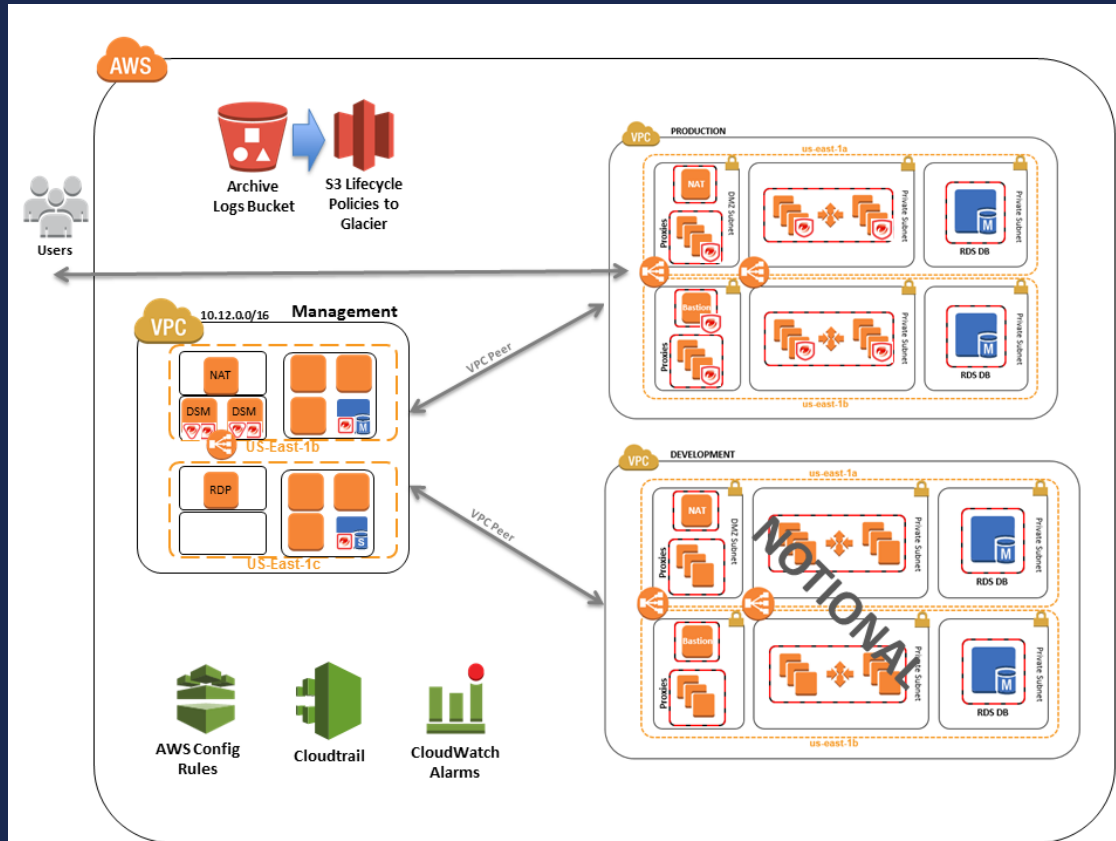 AWS
Archive
Logs Bucket
S3 Lifecycle
Policies to
Glacier
Users
VPC
PRODUCTION
us-east-1a
NAT
DMZ Subnet
Proxies
Private Subnet
Private Subnet
M
RDS DB
Bastion
Proxies
Private Subnet
Private Subnet
M
RDS DB
us-east-1b
VPC
10.12.0.0/16
Management
NAT
DSM
DSM
M
US-East-1b
RDP
S
US-East-1c
VPC Peer
VPC Peer
VPC
DEVELOPMENT
us-east-1a
NAT
DMZ Subnet
Proxies
Private Subnet
Private Subnet
M
RDS DB
NOTIONAL
Bastion
Proxies
Private Subnet
Private Subnet
M
RDS DB
us-east-1b
AWS Config
Rules
Cloudtrail
CloudWatch
Alarms